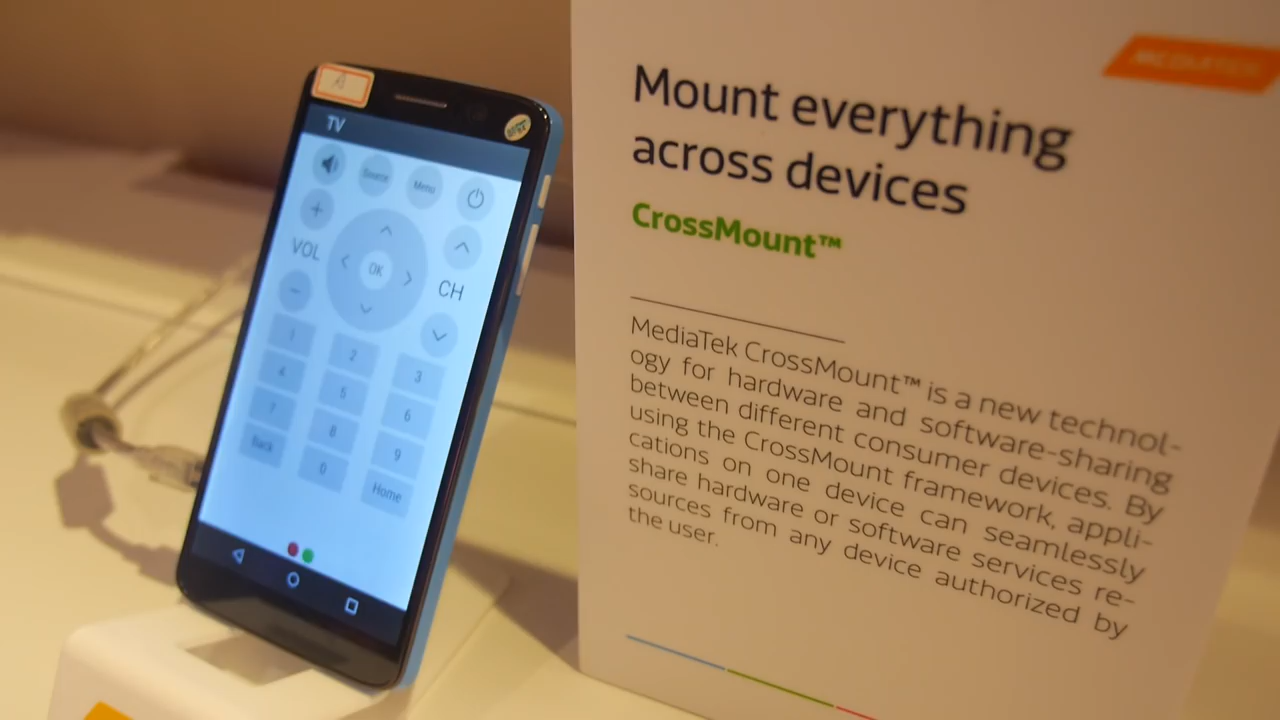 TV
Source
Menu
+
VOL
OK
CH
-
1
2
3
4
5
6
7
8
9
Back
0
Home
MEDIATEK
Mount everything
across devices
CrossMount™
MediaTek CrossMount™ is a new technol-
ogy for hardware and software-sharing
between different consumer devices. By
using the CrossMount framework, appli-
cations on one device can seamlessly
share hardware or software services re-
sources from any device authorized by
the user.